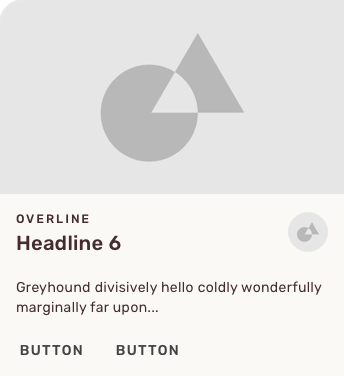 OVERLINE
Headline 6
Greyhound divisively hello coldly wonderfully
marginally far upon...
BUTTON BUTTON